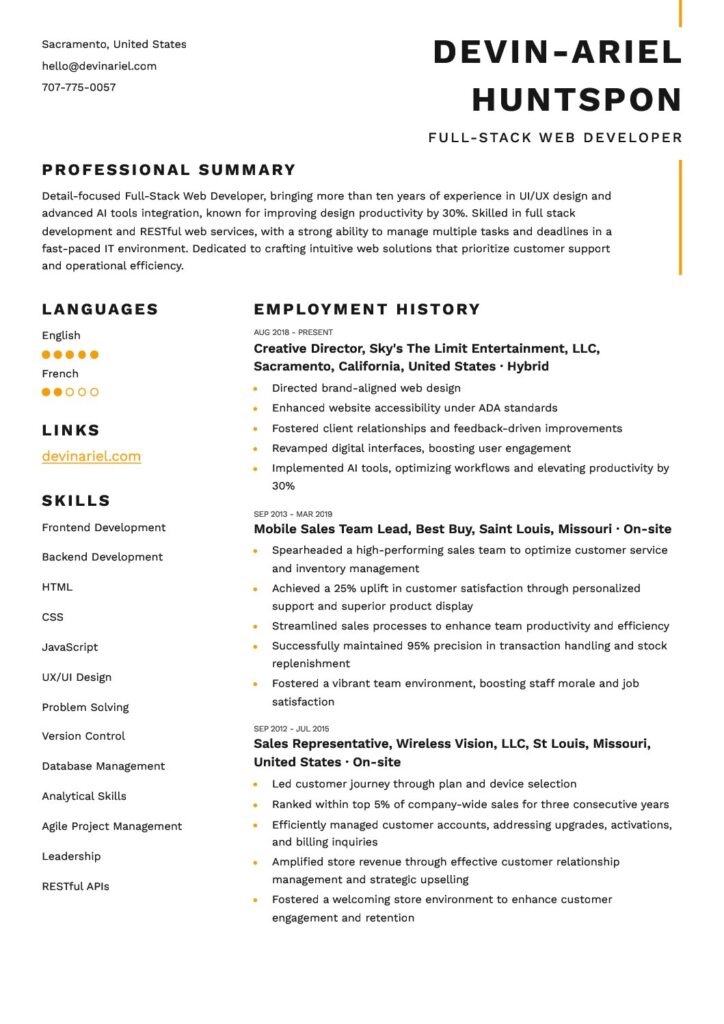 Sacramento, United States
hello@devinariel.com
707-775-0057
DEVIN-ARIEL
HUNTSPON
FULL-STACK WEB DEVELOPER
PROFESSIONAL SUMMARY
Detail-focused Full-Stack Web Developer, bringing more than ten years of experience in UI/UX design and
advanced AI tools integration, known for improving design productivity by 30%. Skilled in full stack
development and RESTful web services, with a strong ability to manage multiple tasks and deadlines in a
fast-paced IT environment. Dedicated to crafting intuitive web solutions that prioritize customer support
and operational efficiency.
LANGUAGES
English
French
LINKS
devinariel.com
SKILLS
Frontend Development
Backend Development
HTML
CSS
JavaScript
UX/UI Design
Problem Solving
Version Control
Database Management
Analytical Skills
Agile Project Management
Leadership
RESTful APIs
EMPLOYMENT HISTORY
AUG 2018 - PRESENT
Creative Director, Sky's The Limit Entertainment, LLC,
Sacramento, California, United States · Hybrid
• Directed brand-aligned web design
• Enhanced website accessibility under ADA standards
• Fostered client relationships and feedback-driven improvements
• Revamped digital interfaces, boosting user engagement
• Implemented AI tools, optimizing workflows and elevating productivity by
30%
SEP 2013 - MAR 2019
Mobile Sales Team Lead, Best Buy, Saint Louis, Missouri · On-site
• Spearheaded a high-performing sales team to optimize customer service
and inventory management
• Achieved a 25% uplift in customer satisfaction through personalized
support and superior product display
• Streamlined sales processes to enhance team productivity and efficiency
• Successfully maintained 95% precision in transaction handling and stock
replenishment
• Fostered a vibrant team environment, boosting staff morale and job
satisfaction
SEP 2012 - JUL 2015
Sales Representative, Wireless Vision, LLC, St Louis, Missouri,
United States · On-site
• Led customer journey through plan and device selection
• Ranked within top 5% of company-wide sales for three consecutive years
• Efficiently managed customer accounts, addressing upgrades, activations,
and billing inquiries
• Amplified store revenue through effective customer relationship
management and strategic upselling
• Fostered a welcoming store environment to enhance customer
engagement and retention